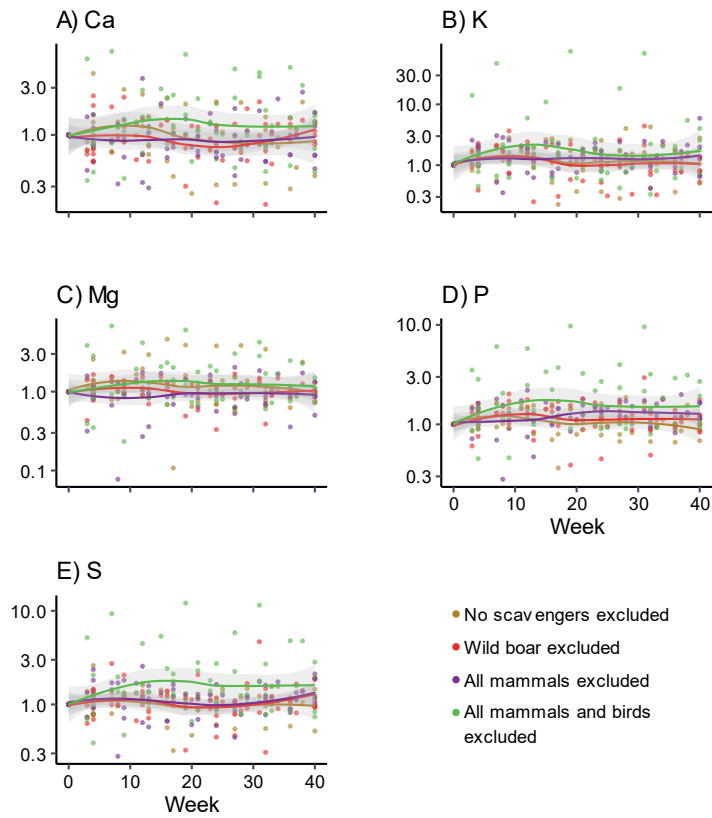 A) Ca
3.0
1.0
0.3
B) K
30.0
10.0
3.0
1.0
0.3
C) Mg
3.0
1.0
0.3
0.1
D) P
10.0
3.0
1.0
0.3
0 10 20 30 40
Week
E) S
10.0
3.0
1.0
0.3
0 10 20 30 40
Week
No scavengers excluded
Wild boar excluded
All mammals excluded
All mammals and birds
excluded